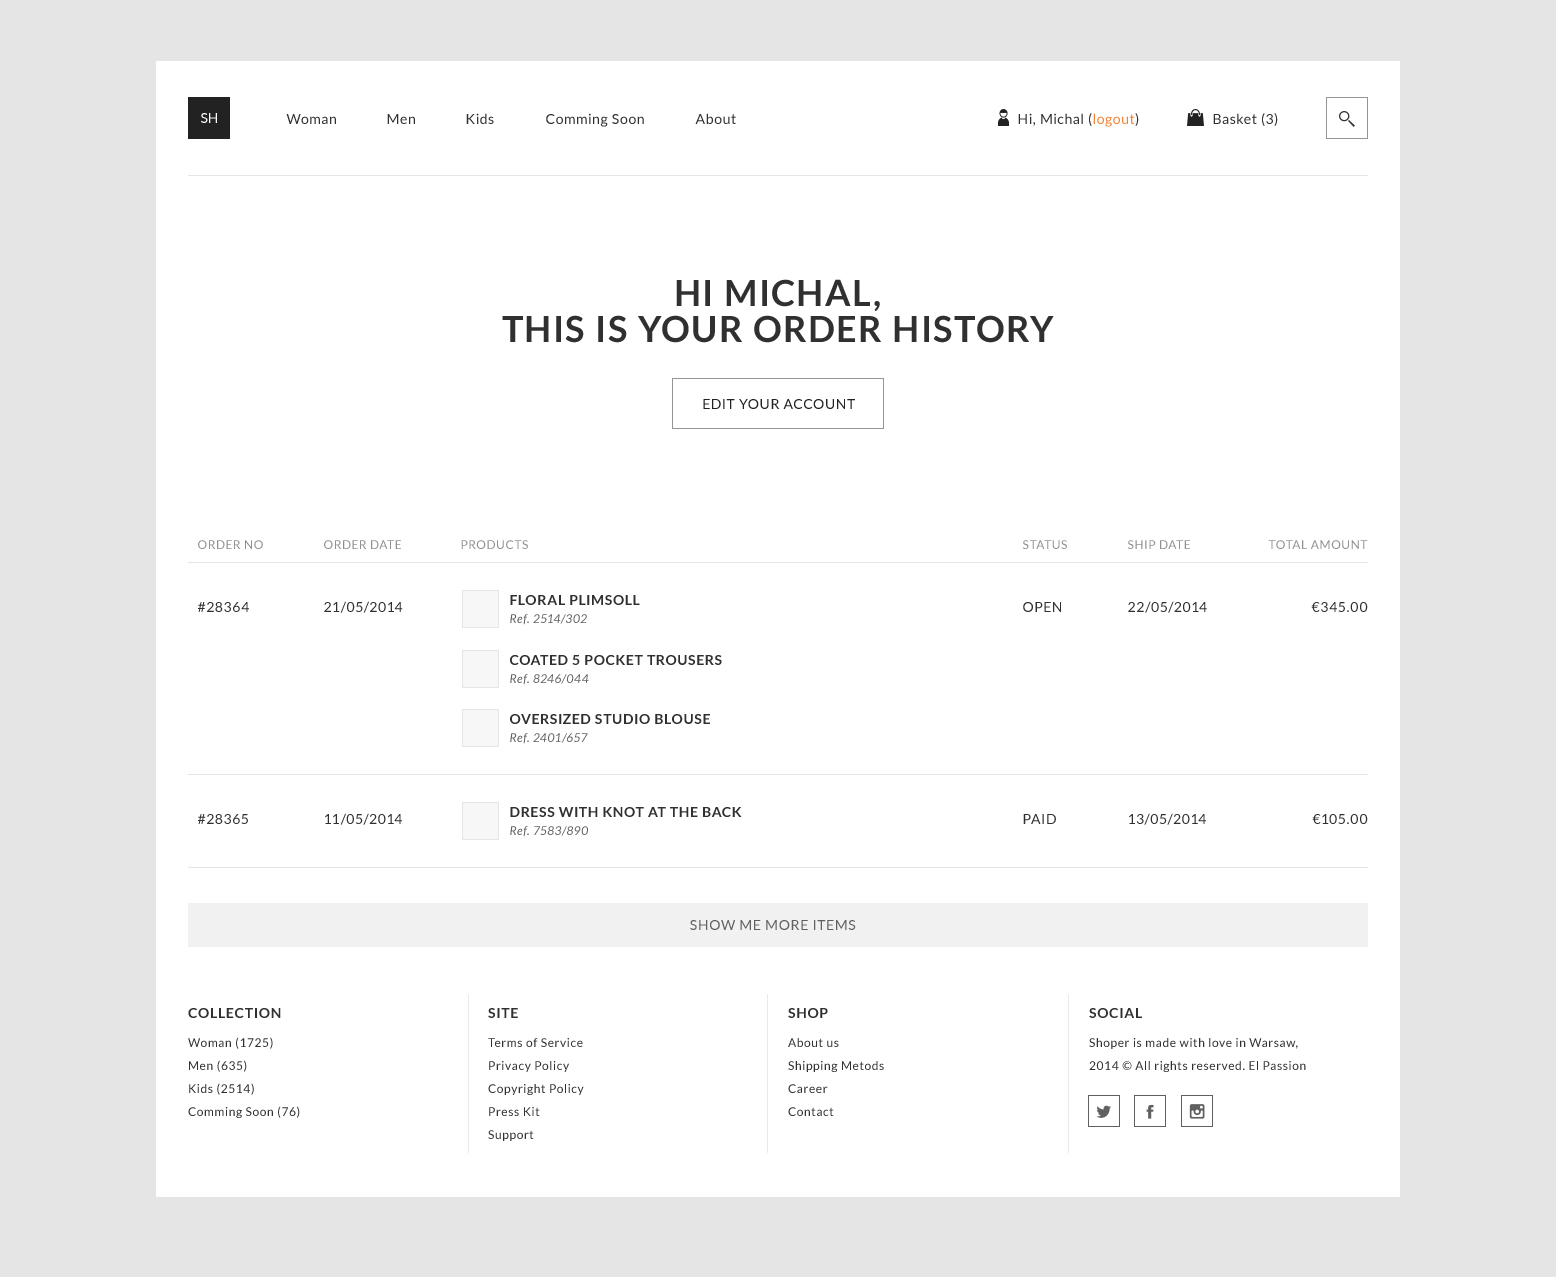 SH
Woman
Men
Kids
Comming Soon
About
Hi, Michal (logout)
Basket (3)
HI MICHAL,
THIS IS YOUR ORDER HISTORY
EDIT YOUR ACCOUNT
ORDER NO
ORDER DATE
PRODUCTS
STATUS
SHIP DATE
TOTAL AMOUNT
#28364
21/05/2014
FLORAL PLIMSOLL
Ref. 2514/302
COATED 5 POCKET TROUSERS
Ref. 8246/044
OVERSIZED STUDIO BLOUSE
Ref. 2401/657
OPEN
22/05/2014
€345.00
#28365
11/05/2014
DRESS WITH KNOT AT THE BACK
Ref. 7583/890
PAID
13/05/2014
€105.00
SHOW ME MORE ITEMS
COLLECTION
Woman (1725)
Men (635)
Kids (2514)
Comming Soon (76)
SITE
Terms of Service
Privacy Policy
Copyright Policy
Press Kit
Support
SHOP
About us
Shipping Metods
Career
Contact
SOCIAL
Shoper is made with love in Warsaw,
2014 © All rights reserved. El Passion